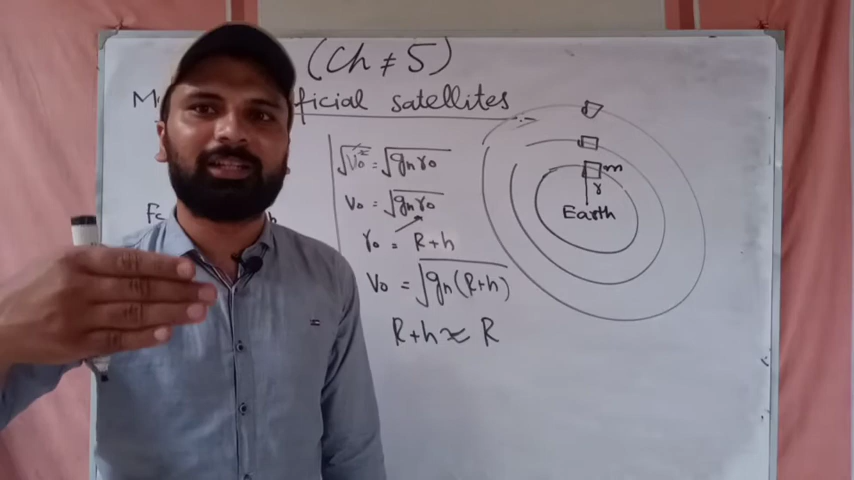 (Ch # 5)
ficial satellites
√V₀² = √gₕr₀
V₀ = √gₕr₀
r₀ = R+h
V₀ = √gₕ(R+h)
R+h ≈ R
m
r
Earth